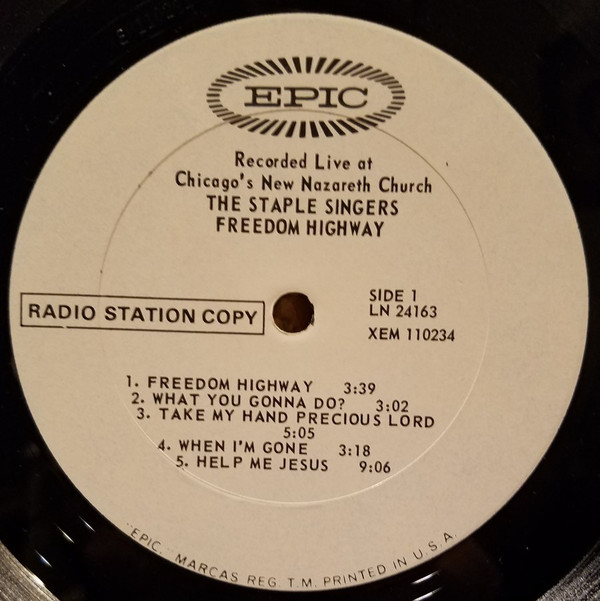 EPIC
Recorded Live at
Chicago's New Nazareth Church
THE STAPLE SINGERS
FREEDOM HIGHWAY
RADIO STATION COPY
SIDE 1
LN 24163
XEM 110234
1. FREEDOM HIGHWAY 3:39
2. WHAT YOU GONNA DO? 3:02
3. TAKE MY HAND PRECIOUS LORD
5:05
4. WHEN I'M GONE 3:18
5. HELP ME JESUS 9:06
"EPIC," MARCAS REG. T.M. PRINTED IN U.S.A.